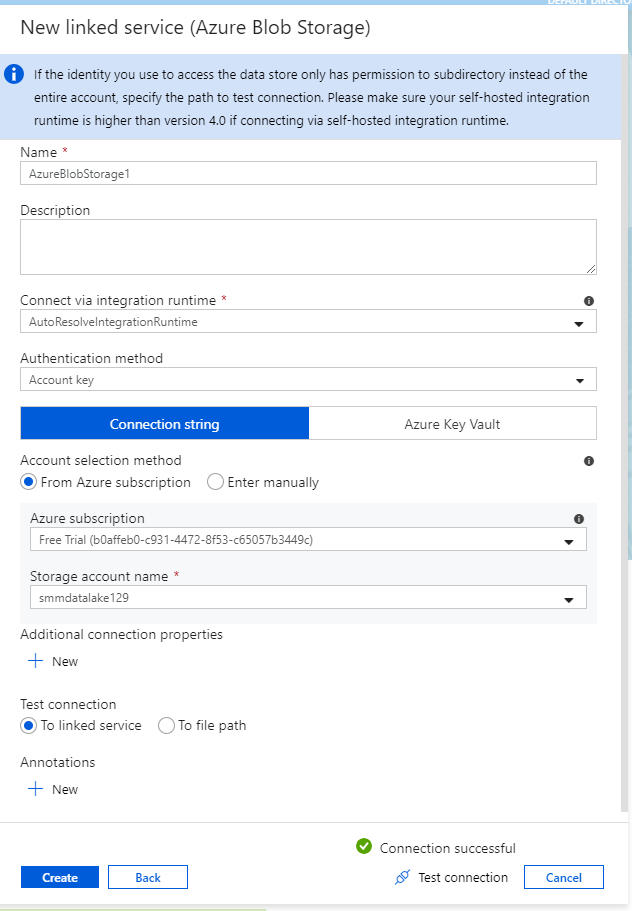 DEFAULT DIRECTO
New linked service (Azure Blob Storage)
If the identity you use to access the data store only has permission to subdirectory instead of the
entire account, specify the path to test connection. Please make sure your self-hosted integration
runtime is higher than version 4.0 if connecting via self-hosted integration runtime.
Name *
AzureBlobStorage1
Description
Connect via integration runtime *
AutoResolveIntegrationRuntime
Authentication method
Account key
Connection string
Azure Key Vault
Account selection method
From Azure subscription
Enter manually
Azure subscription
Free Trial (b0affeb0-c931-4472-8f53-c65057b3449c)
Storage account name *
smmdatalake129
Additional connection properties
New
Test connection
To linked service
To file path
Annotations
New
Connection successful
Create
Back
Test connection
Cancel